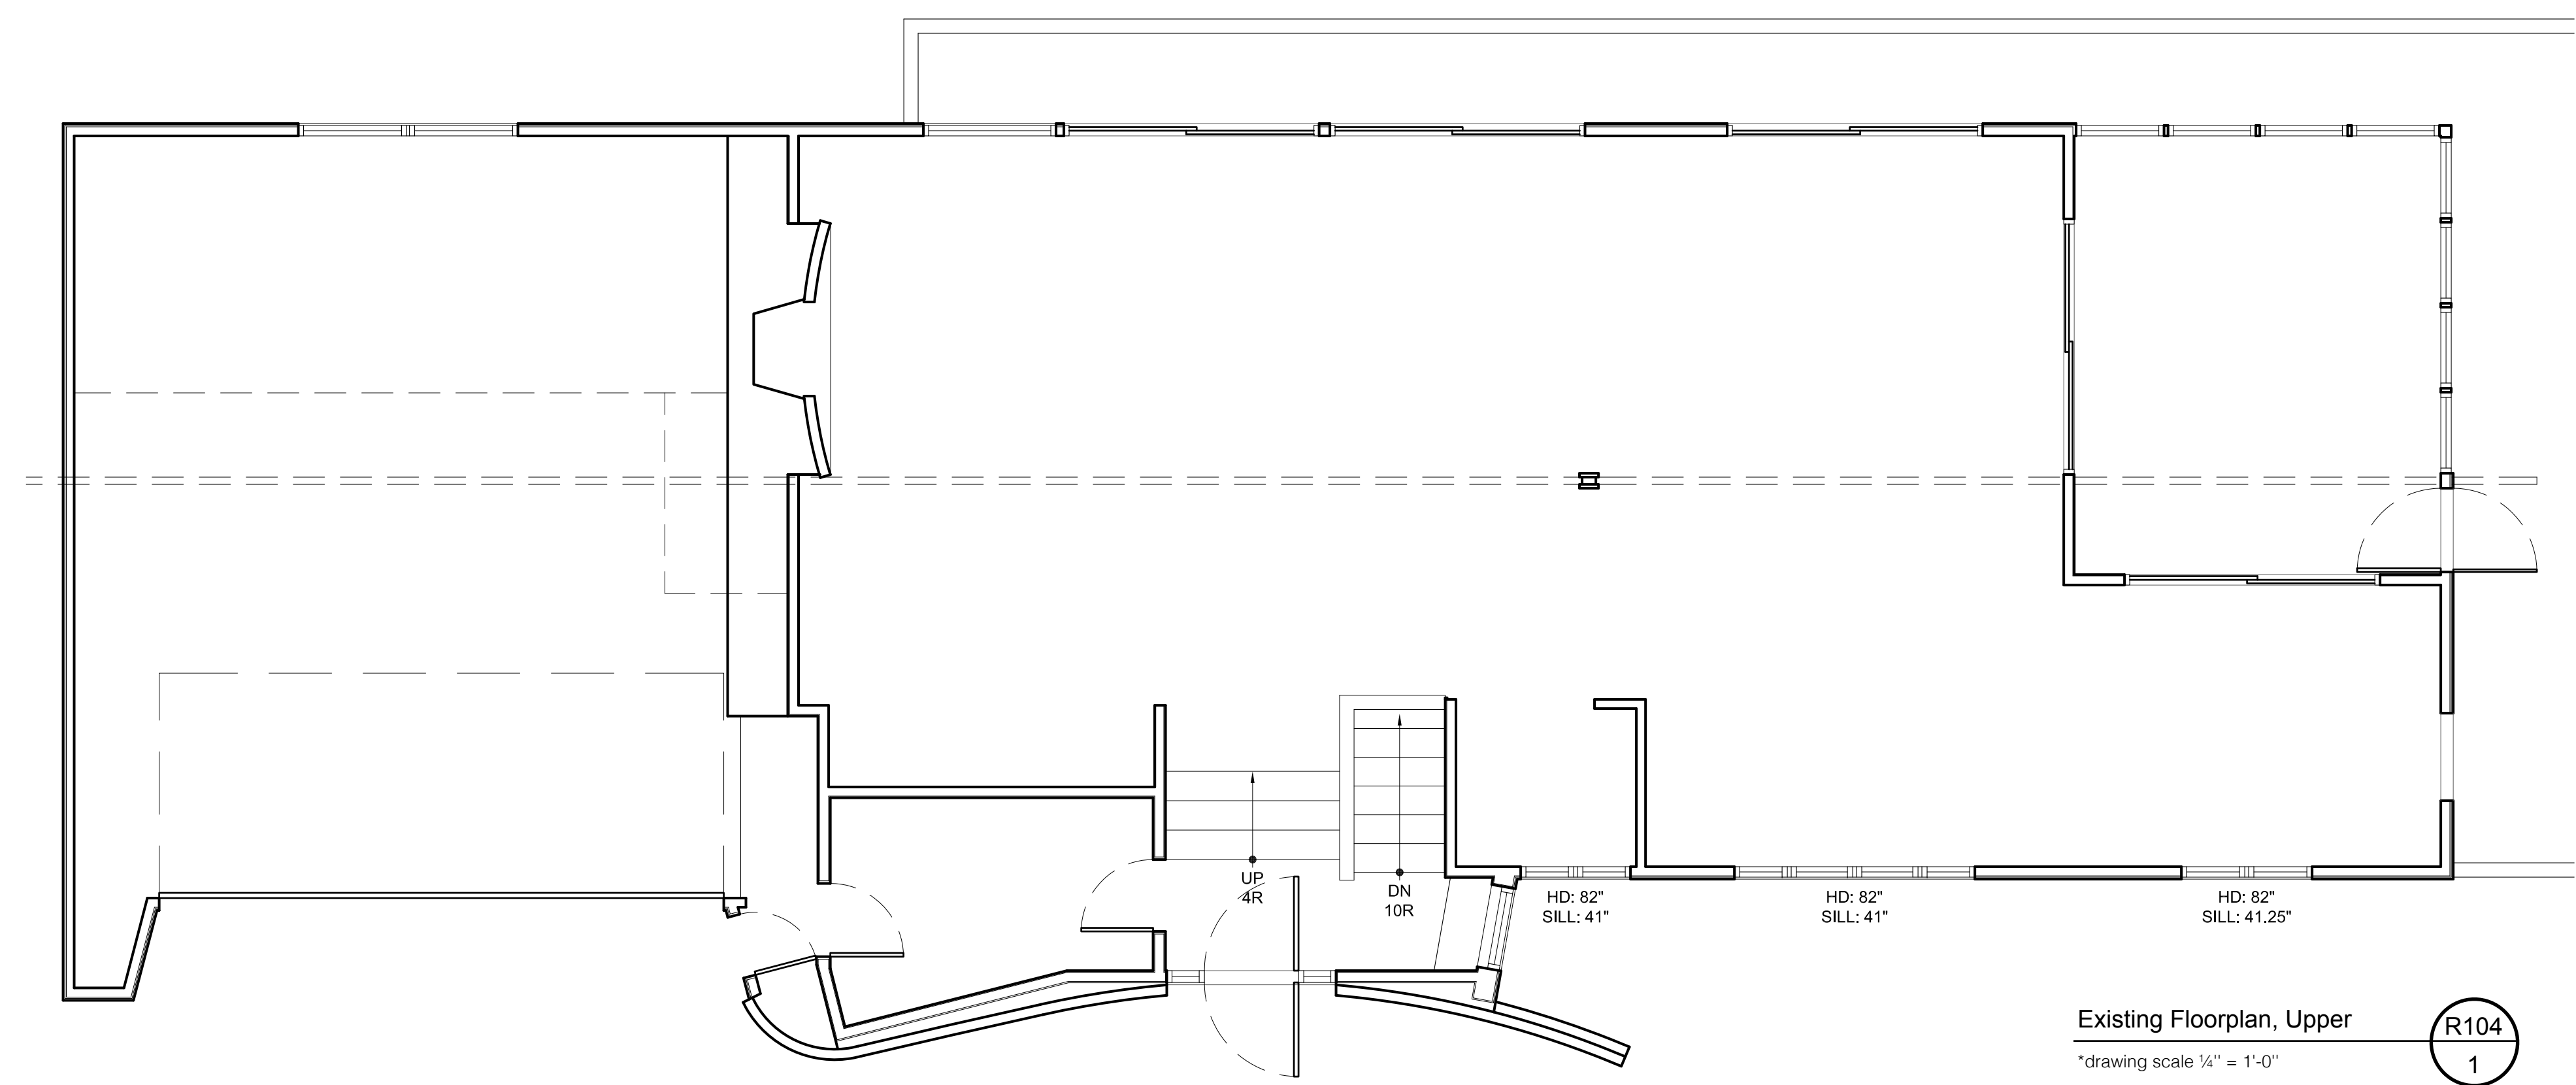 UP
4R
DN
10R
HD: 82"
SILL: 41"
HD: 82"
SILL: 41"
HD: 82"
SILL: 41.25"
Existing Floorplan, Upper
*drawing scale ¼'' = 1'-0''
R104
1